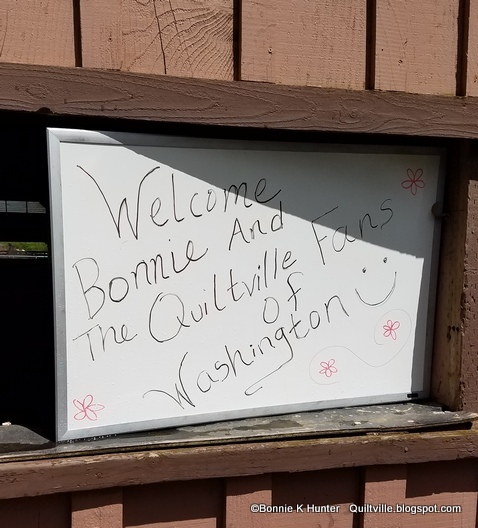 Welcome
Bonnie And
The Quiltville Fans
Of
Washington
©Bonnie K Hunter Quiltville.blogspot.com